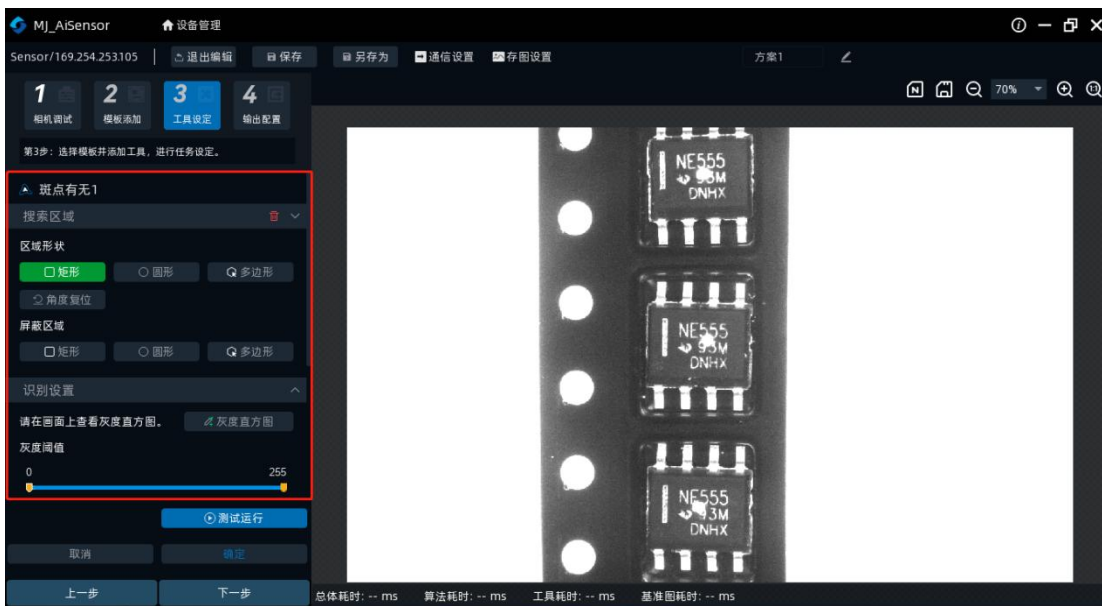 MJ_AiSensor 设备管理
Sensor/169.254.253.105 退出编辑 保存 另存为 通信设置 存图设置 方案1
N 70%
1 2 3 4
相机调试 模板添加 工具设定 输出配置
第3步：选择模板并添加工具，进行任务设定。
斑点有无1
搜索区域
区域形状
矩形 圆形 多边形
角度复位
屏蔽区域
矩形 圆形 多边形
识别设置
请在画面上查看灰度直方图。 灰度直方图
灰度阈值
0 255
测试运行
取消 确定
上一步 下一步
NE555
93M
DNHX
NE555
93M
DNHX
NE555
93M
DNHX
总体耗时: -- ms 算法耗时: -- ms 工具耗时: -- ms 基准图耗时: -- ms